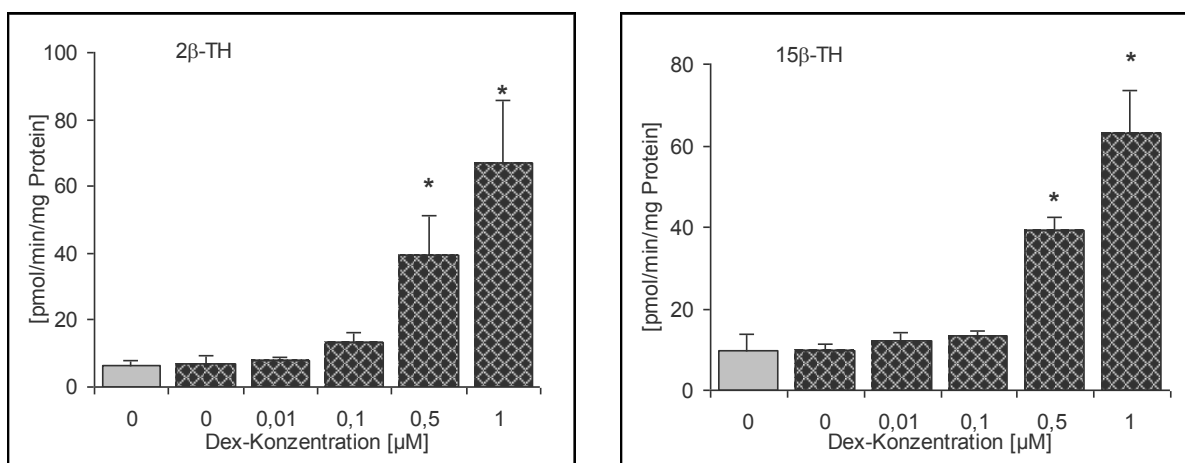 2β-TH
[pmol/min/mg Protein]
100
80
60
40
20
0
*
*
0 0 0,01 0,1 0,5 1
Dex-Konzentration [µM]
15β-TH
[pmol/min/mg Protein]
80
60
40
20
0
*
*
0 0 0,01 0,1 0,5 1
Dex-Konzentration [µM]